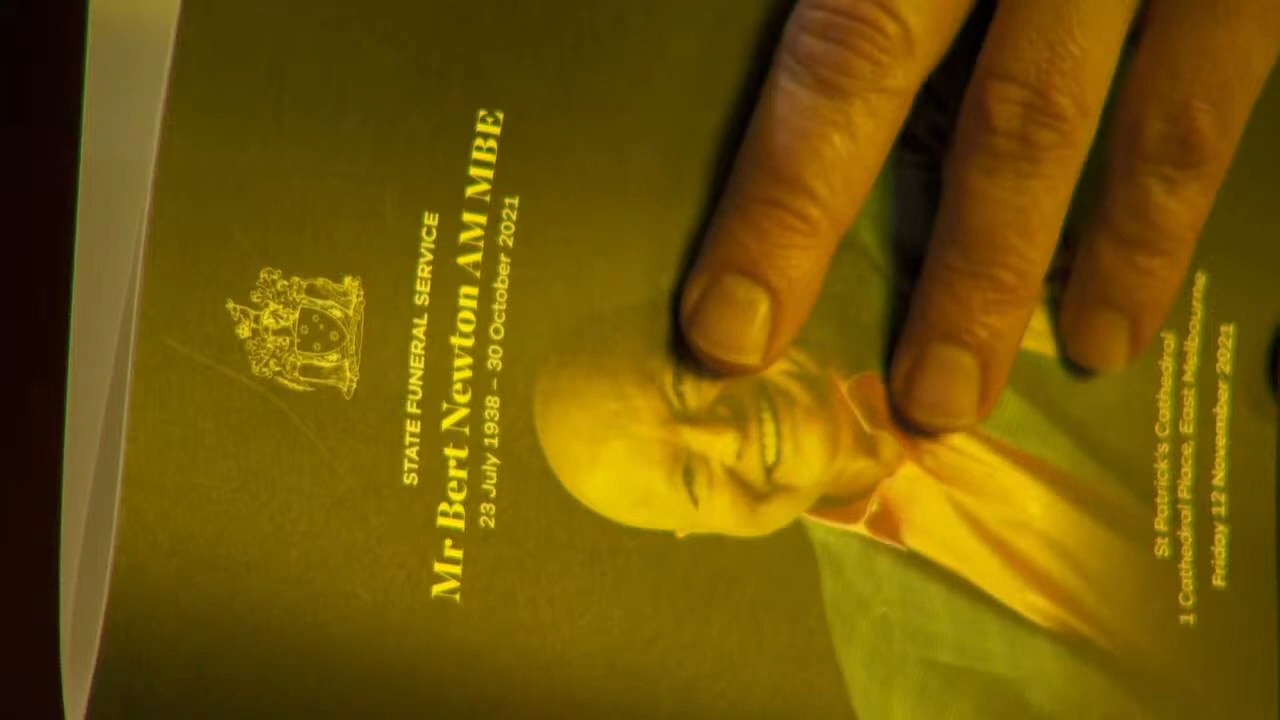 STATE FUNERAL SERVICE
Mr Bert Newton AM MBE
23 July 1938 – 30 October 2021
St Patrick's Cathedral
1 Cathedral Place, East Melbourne
Friday 12 November 2021